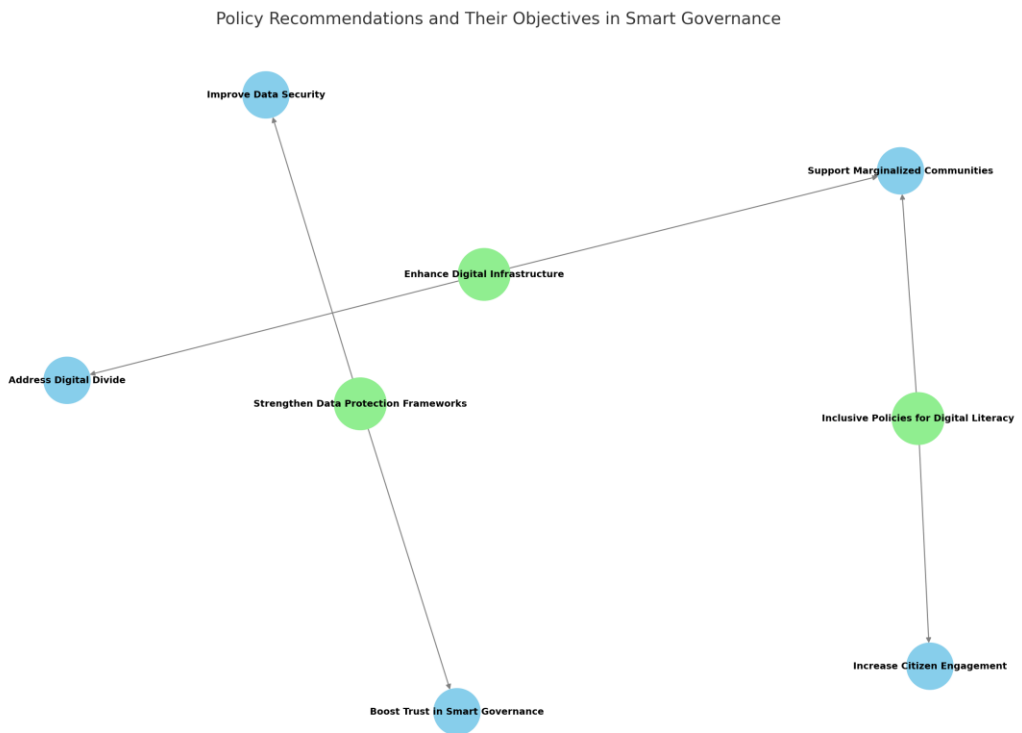 Policy Recommendations and Their Objectives in Smart Governance
Improve Data Security
Support Marginalized Communities
Enhance Digital Infrastructure
Address Digital Divide
Strengthen Data Protection Frameworks
Inclusive Policies for Digital Literacy
Increase Citizen Engagement
Boost Trust in Smart Governance